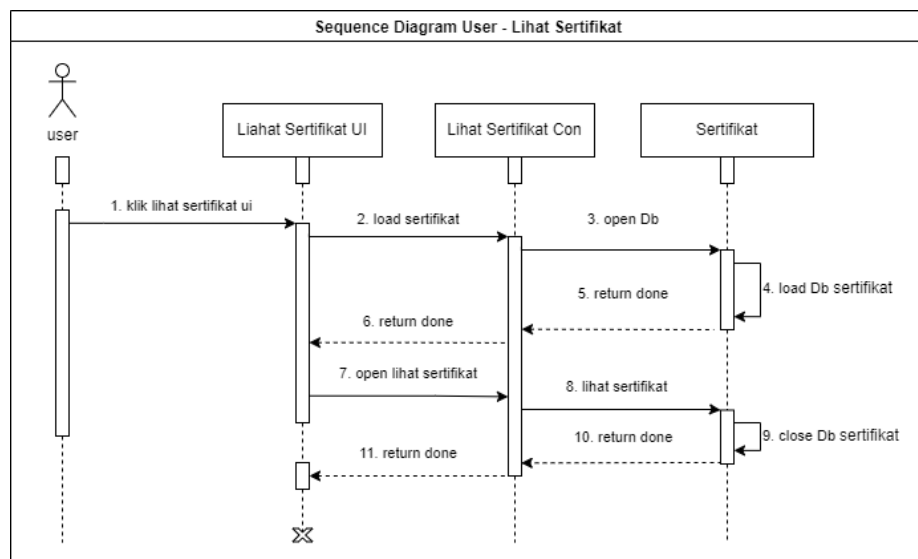 Sequence Diagram User - Lihat Sertifikat
user
Liahat Sertifikat UI
Lihat Sertifikat Con
Sertifikat
1. klik lihat sertifikat ui
2. load sertifikat
3. open Db
4. load Db sertifikat
5. return done
6. return done
7. open lihat sertifikat
8. lihat sertifikat
9. close Db sertifikat
10. return done
11. return done